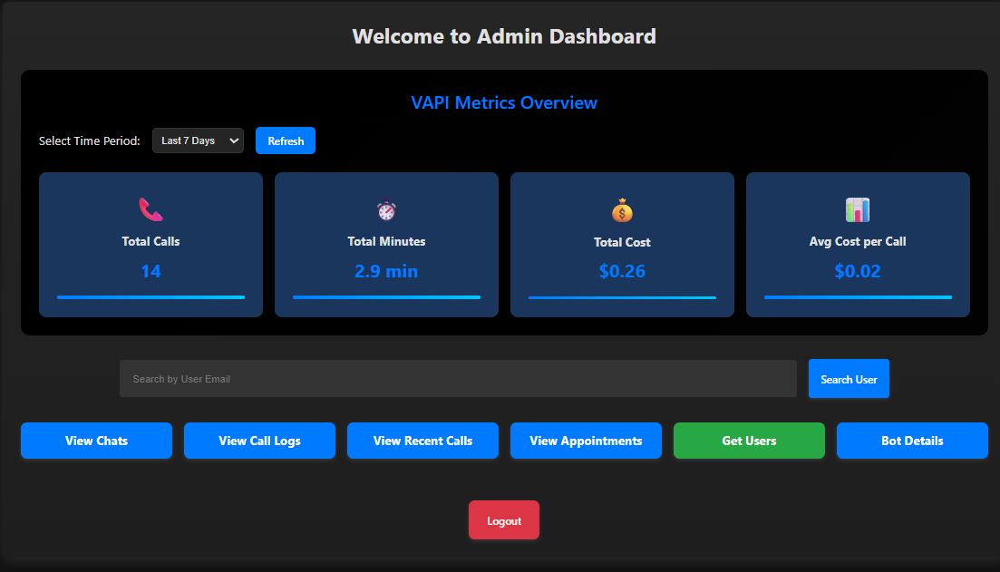 Welcome to Admin Dashboard
VAPI Metrics Overview
Select Time Period: Last 7 Days Refresh
Total Calls
14
Total Minutes
2.9 min
Total Cost
$0.26
Avg Cost per Call
$0.02
Search by User Email Search User
View Chats View Call Logs View Recent Calls View Appointments Get Users Bot Details
Logout